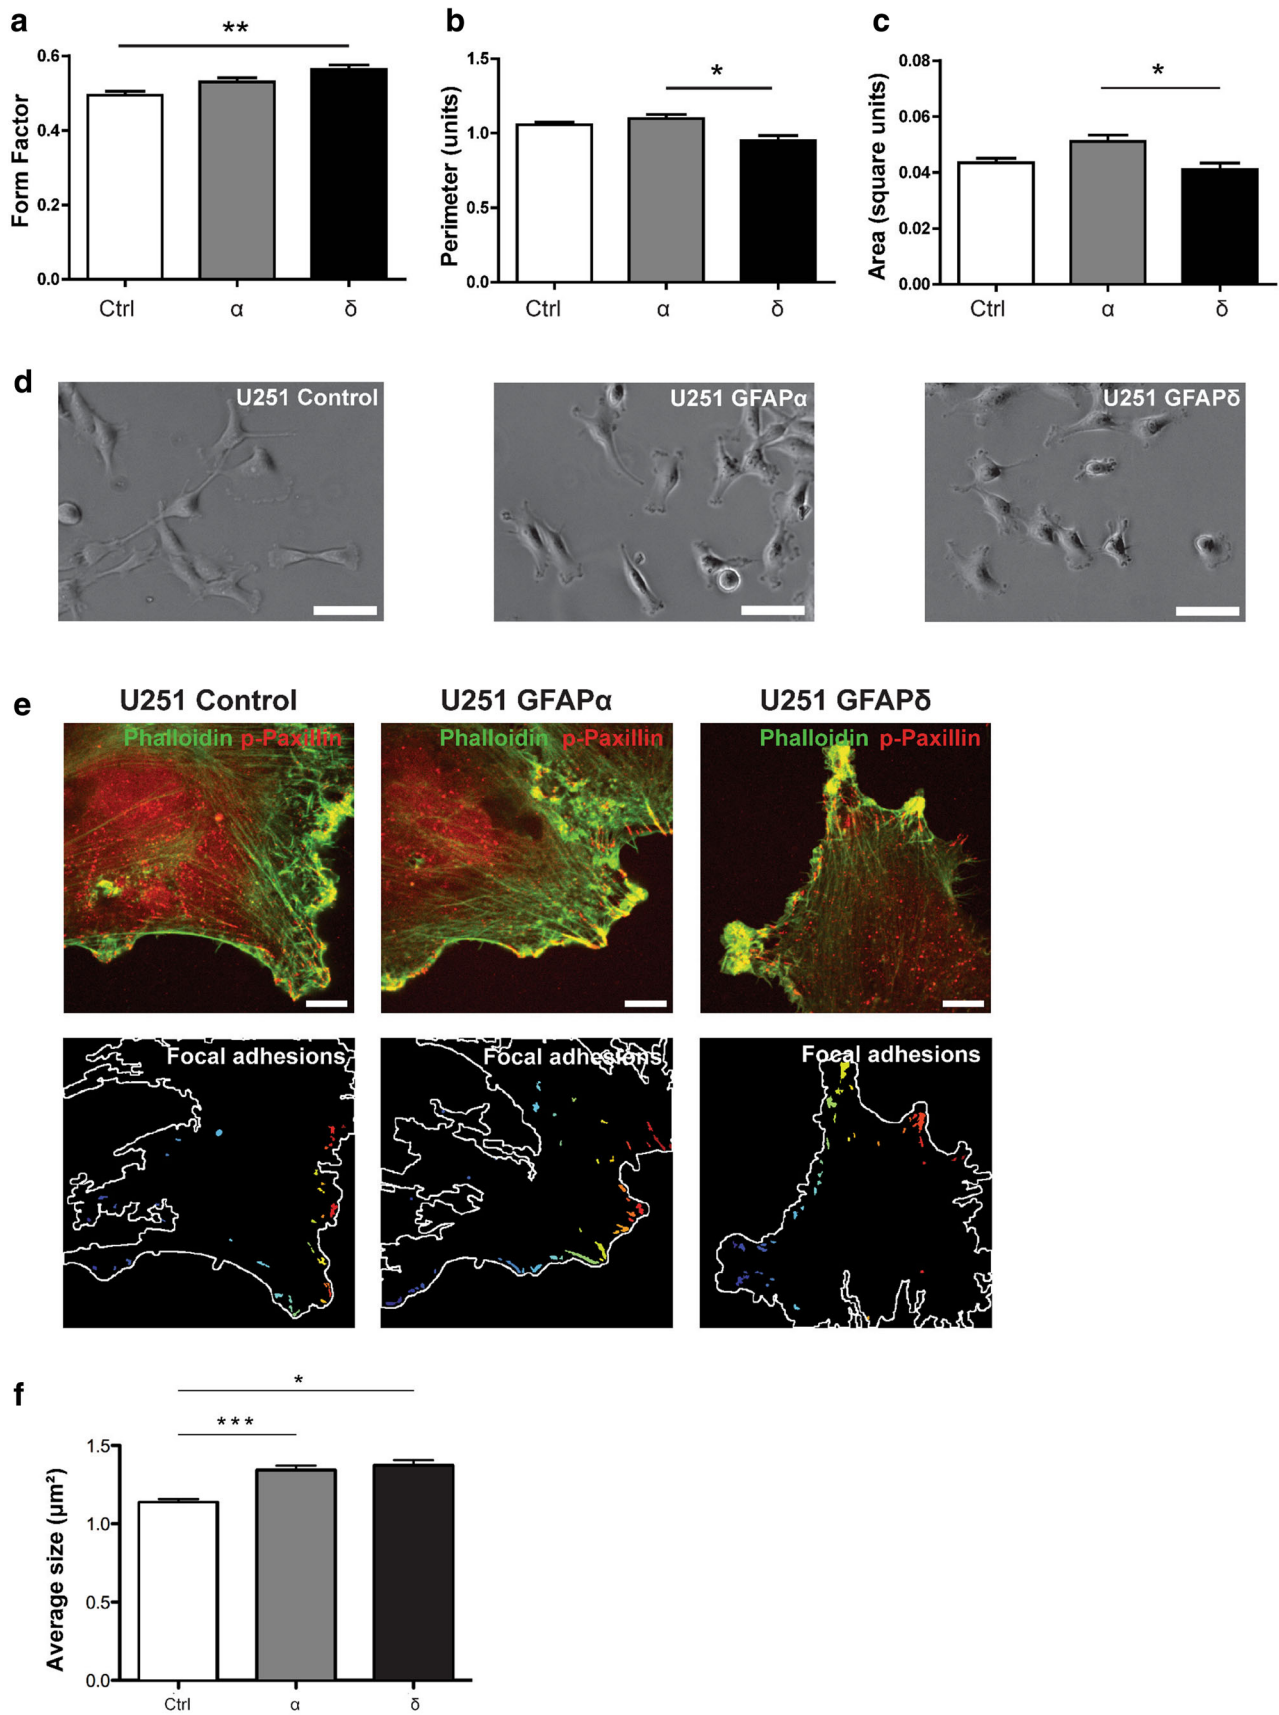 a
**
Form Factor
0.6
0.4
0.2
0.0
Ctrl α δ
b
*
Perimeter (units)
1.5
1.0
0.5
0.0
Ctrl α δ
c
*
Area (square units)
0.08
0.06
0.04
0.02
0.00
Ctrl α δ
d
U251 Control
U251 GFAPα
U251 GFAPδ
e
U251 Control
U251 GFAPα
U251 GFAPδ
Phalloidin p-Paxillin
Phalloidin p-Paxillin
Phalloidin p-Paxillin
Focal adhesions
Focal adhesions
Focal adhesions
f
*
***
Average size (µm²)
1.5
1.0
0.5
0.0
Ctrl α δ